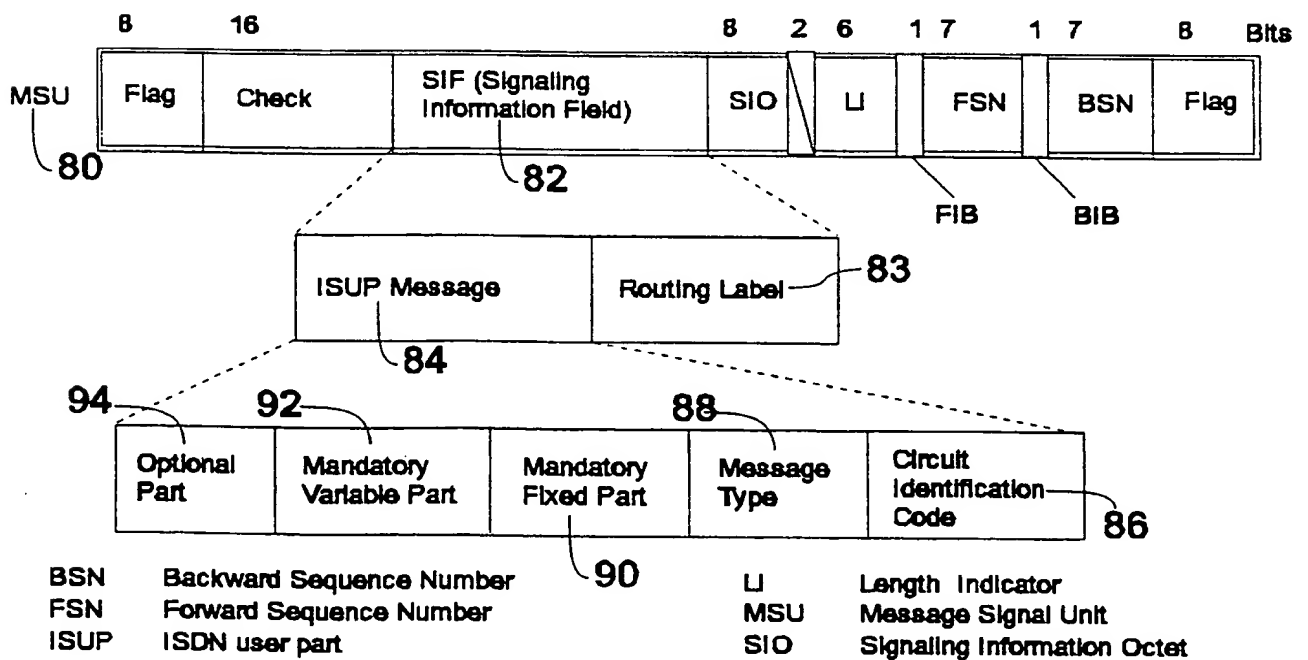 8 16 8 2 6 1 7 1 7 8 Bits
MSU Flag Check SIF (Signaling Information Field) SIO LI FSN BSN Flag
80 82 FIB BIB
ISUP Message Routing Label 83
84
94 92 88
Optional Part Mandatory Variable Part Mandatory Fixed Part Message Type Circuit Identification Code
90 86
BSN Backward Sequence Number
FSN Forward Sequence Number
ISUP ISDN user part
LI Length Indicator
MSU Message Signal Unit
SIO Signaling Information Octet